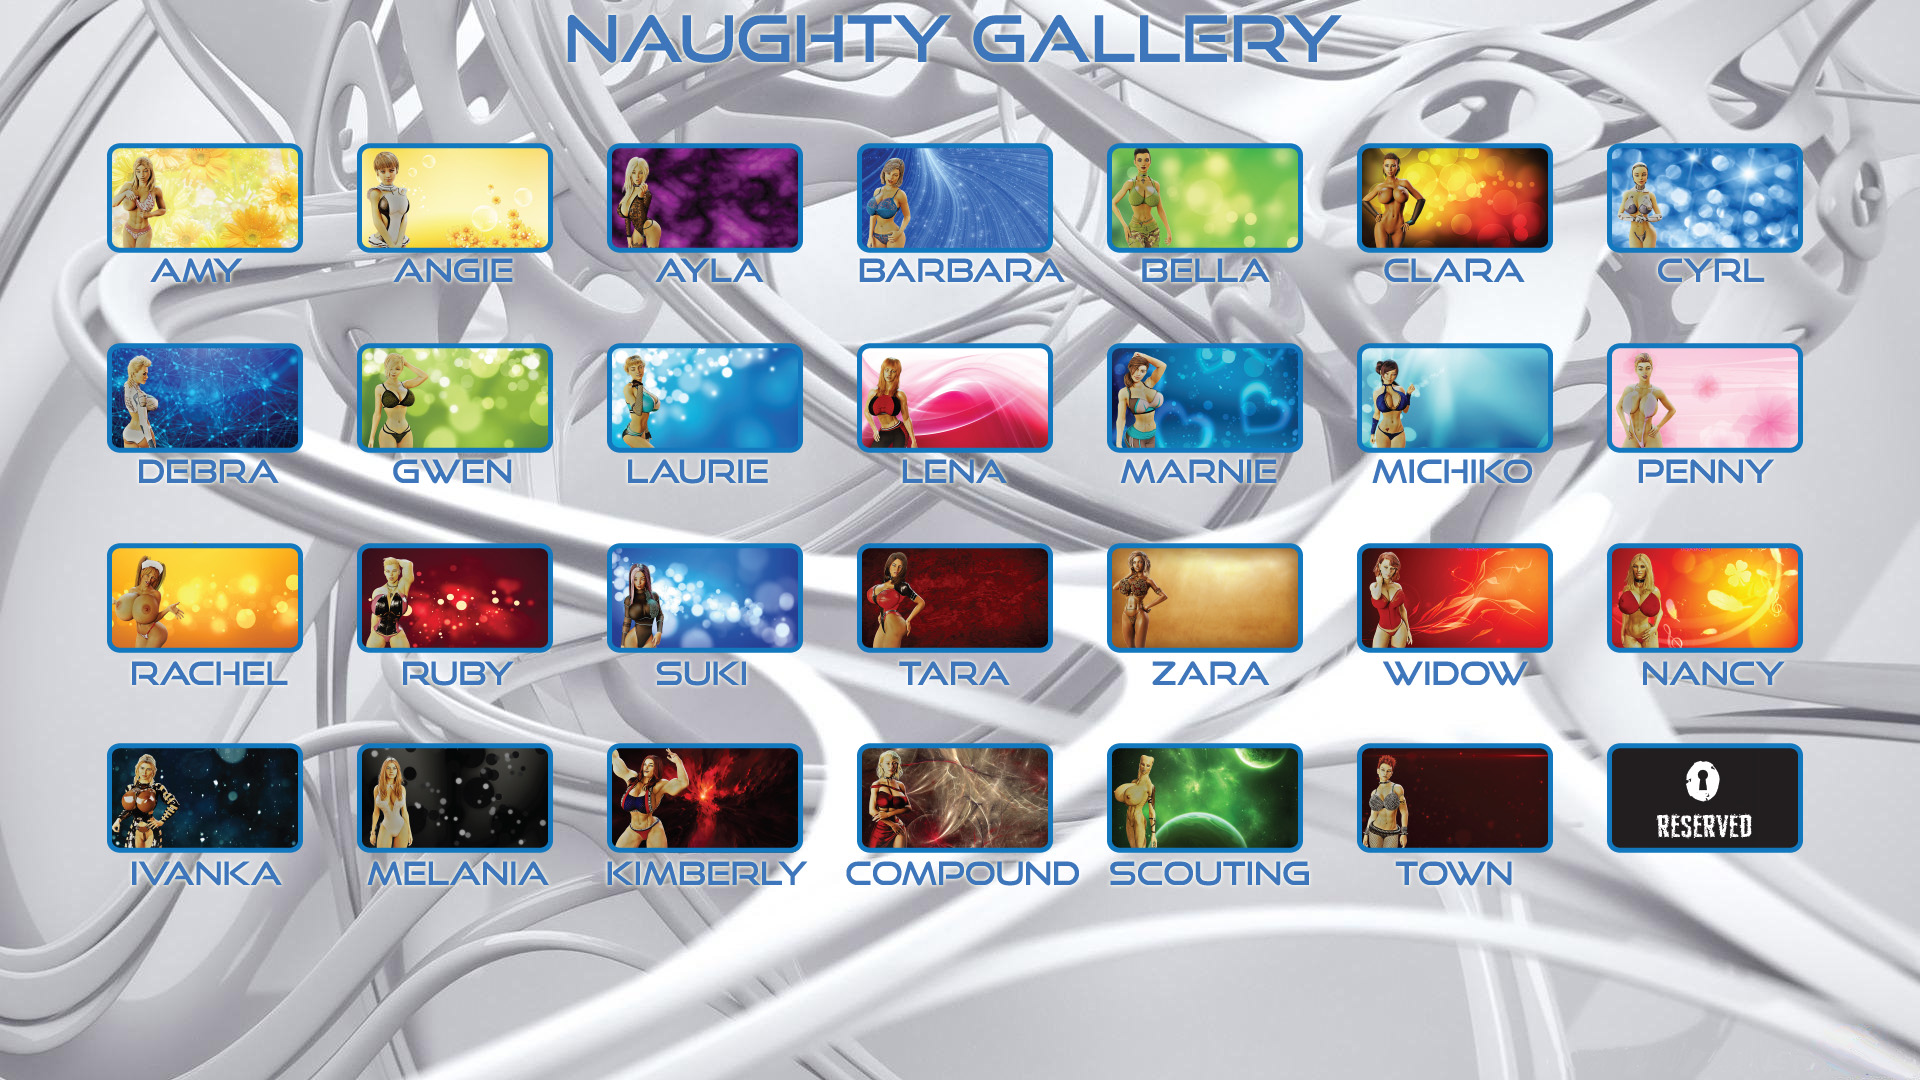 NAUGHTY GALLERY
AMY
ANGIE
AYLA
BARBARA
BELLA
CLARA
CYRL
DEBRA
GWEN
LAURIE
LENA
MARNIE
MICHIKO
PENNY
RACHEL
RUBY
SUKI
TARA
ZARA
WIDOW
NANCY
RESERVED
IVANKA
MELANIA
KIMBERLY
COMPOUND
SCOUTING
TOWN